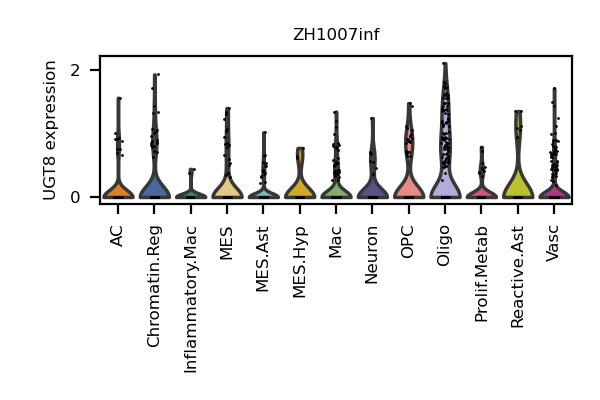 ZH1007inf
UGT8 expression
2
0
AC
Chromatin.Reg
Inflammatory.Mac
MES
MES.Ast
MES.Hyp
Mac
Neuron
OPC
Oligo
Prolif.Metab
Reactive.Ast
Vasc